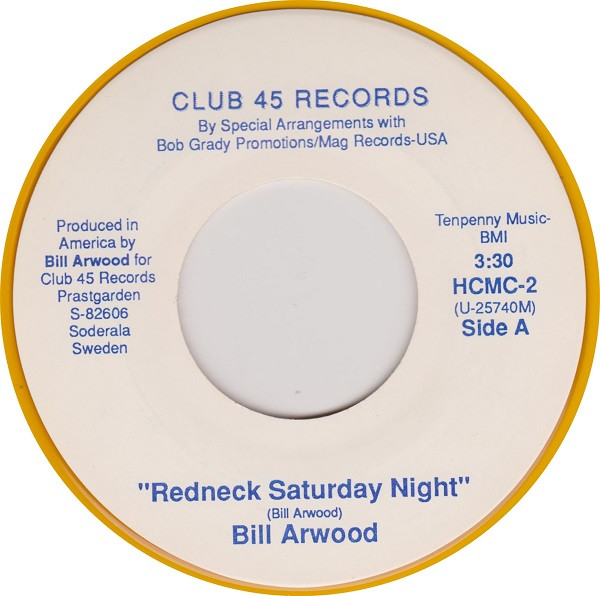 CLUB 45 RECORDS
By Special Arrangements with
Bob Grady Promotions/Mag Records-USA
Produced in
America by
Bill Arwood for
Club 45 Records
Prastgarden
S-82606
Soderala
Sweden
Tenpenny Music-
BMI
3:30
HCMC-2
(U-25740M)
Side A
"Redneck Saturday Night"
(Bill Arwood)
Bill Arwood